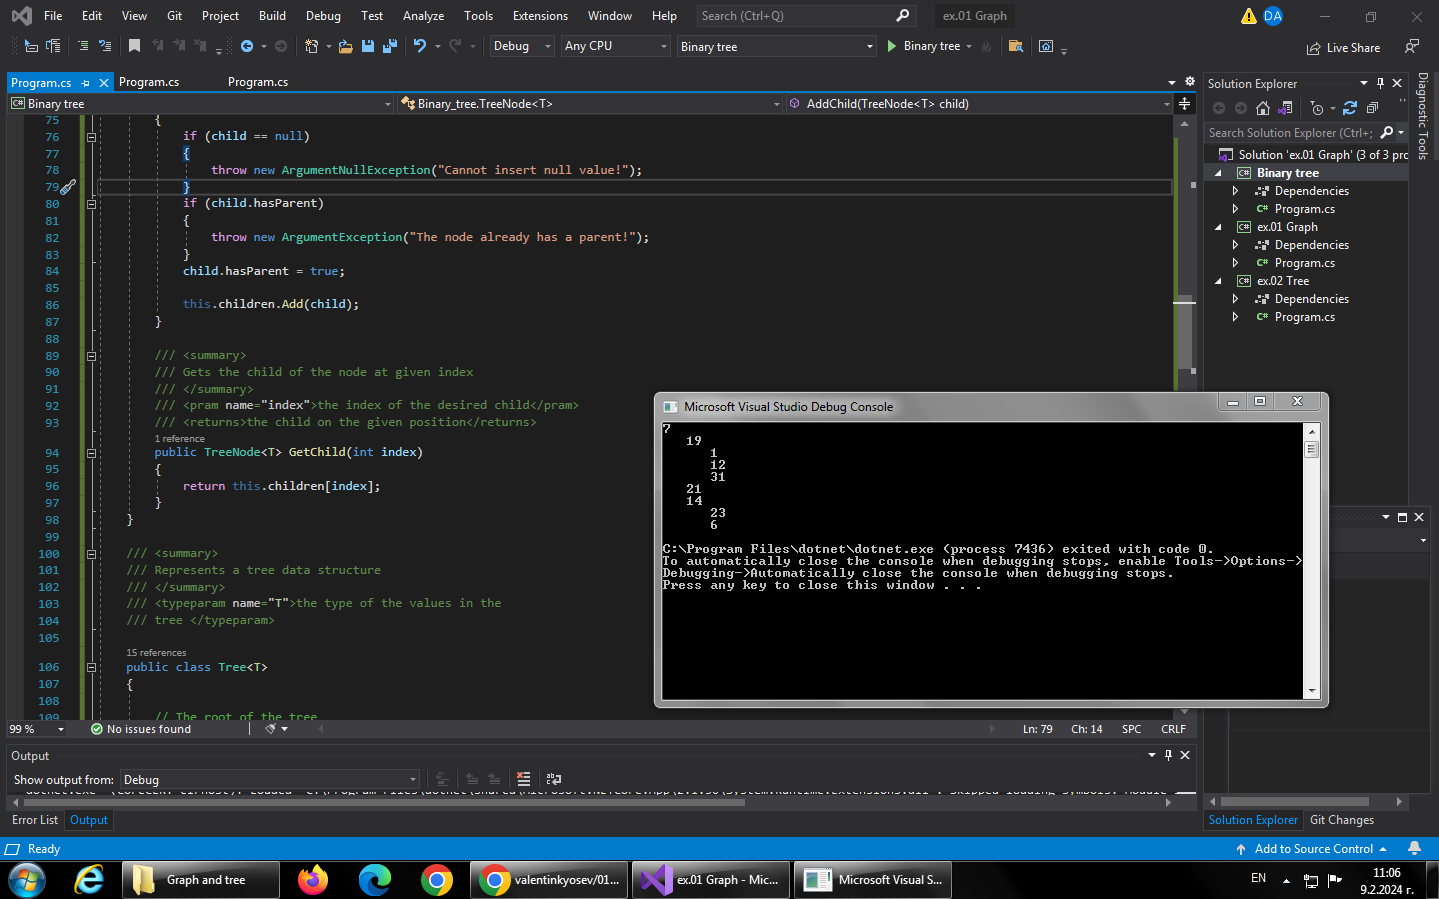 File Edit View Git Project Build Debug Test Analyze Tools Extensions Window Help Search (Ctrl+Q) ex.01 Graph DA
Debug Any CPU Binary tree Binary tree Live Share
Program.cs Program.cs Program.cs
Binary tree Binary_tree.TreeNode<T> AddChild(TreeNode<T> child)
75 {
76 if (child == null)
77 {
78 throw new ArgumentNullException("Cannot insert null value!");
79 }
80 if (child.hasParent)
81 {
82 throw new ArgumentException("The node already has a parent!");
83 }
84 child.hasParent = true;
85
86 this.children.Add(child);
87 }
88
89 /// <summary>
90 /// Gets the child of the node at given index
91 /// </summary>
92 /// <pram name="index">the index of the desired child</pram>
93 /// <returns>the child on the given position</returns>
1 reference
94 public TreeNode<T> GetChild(int index)
95 {
96 return this.children[index];
97 }
98 }
99
100 /// <summary>
101 /// Represents a tree data structure
102 /// </summary>
103 /// <typeparam name="T">the type of the values in the
104 /// tree </typeparam>
105
15 references
106 public class Tree<T>
107 {
108
109 // The root of the tree
99 % No issues found Ln: 79 Ch: 14 SPC CRLF
Solution Explorer
Search Solution Explorer (Ctrl+;
Solution 'ex.01 Graph' (3 of 3 pro
Binary tree
Dependencies
Program.cs
ex.01 Graph
Dependencies
Program.cs
ex.02 Tree
Dependencies
Program.cs
Diagnostic Tools
Microsoft Visual Studio Debug Console
7
19
1
12
31
21
14
23
6
C:\Program Files\dotnet\dotnet.exe (process 7436) exited with code 0.
To automatically close the console when debugging stops, enable Tools->Options->
Debugging->Automatically close the console when debugging stops.
Press any key to close this window . . .
Output
Show output from: Debug
Error List Output
Solution Explorer Git Changes
Ready Add to Source Control
Graph and tree valentinkyosev/01... ex.01 Graph - Mic... Microsoft Visual S... EN 11:06
9.2.2024 г.